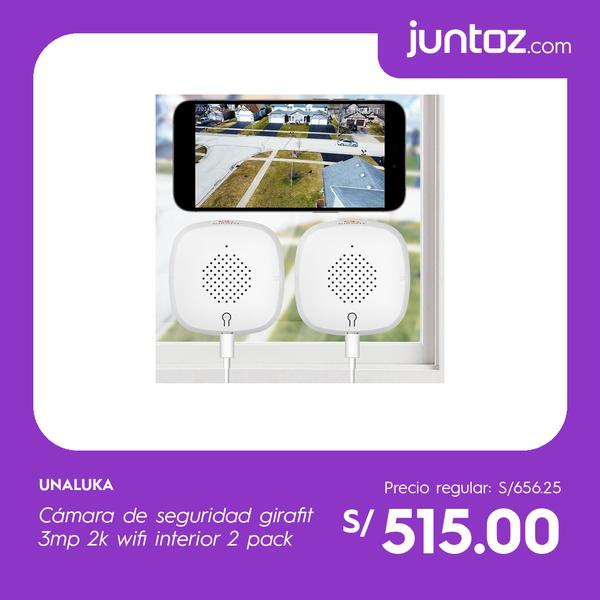 juntoz.com
UNALUKA
Cámara de seguridad girafit
3mp 2k wifi interior 2 pack
Precio regular: S/656.25
S/ 515.00